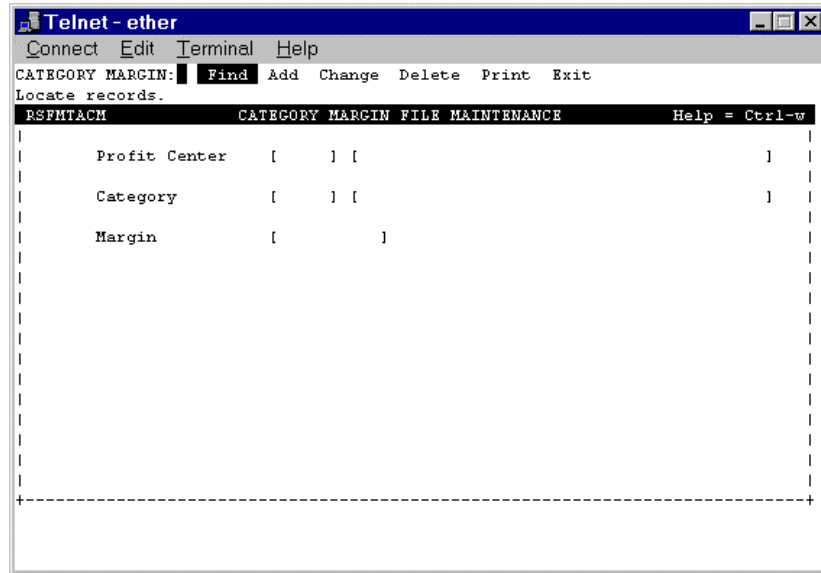 Telnet - ether
Connect Edit Terminal Help
CATEGORY MARGIN: Find Add Change Delete Print Exit
Locate records.
RSFMTACM CATEGORY MARGIN FILE MAINTENANCE Help = Ctrl-w
Profit Center [ ] [ ]
Category [ ] [ ]
Margin [ ]